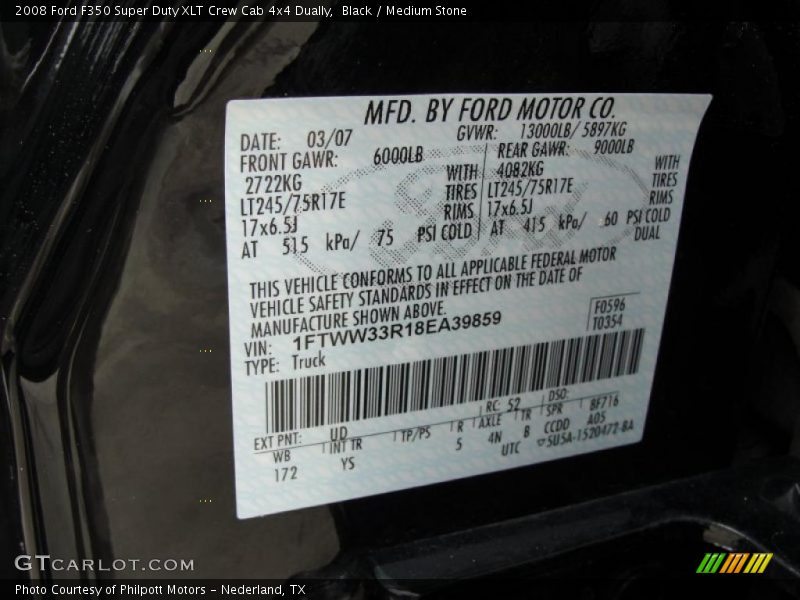 2008 Ford F350 Super Duty XLT Crew Cab 4x4 Dually, Black / Medium Stone
MFD. BY FORD MOTOR CO.
DATE: 03/07 GVWR: 13000LB/ 5897KG
FRONT GAWR: 6000LB REAR GAWR: 9000LB
2722KG WITH 4082KG WITH
LT245/75R17E TIRES LT245/75R17E TIRES
17x6.5J RIMS 17x6.5J RIMS
AT 515 kPa/ 75 PSI COLD AT 415 kPa/ 60 PSI COLD
DUAL
THIS VEHICLE CONFORMS TO ALL APPLICABLE FEDERAL MOTOR
VEHICLE SAFETY STANDARDS IN EFFECT ON THE DATE OF
MANUFACTURE SHOWN ABOVE.
VIN: 1FTWW33R18EA39859 F0596
TYPE: Truck T0354
EXT PNT: UD RC: 52 DSO:
WB INT TR TP/PS R AXLE TR SPR BF716
172 YS 5 4N B CCDO A05
UTC 5U5A-1520472-BA
GTCARLOT.COM
Photo Courtesy of Philpott Motors - Nederland, TX